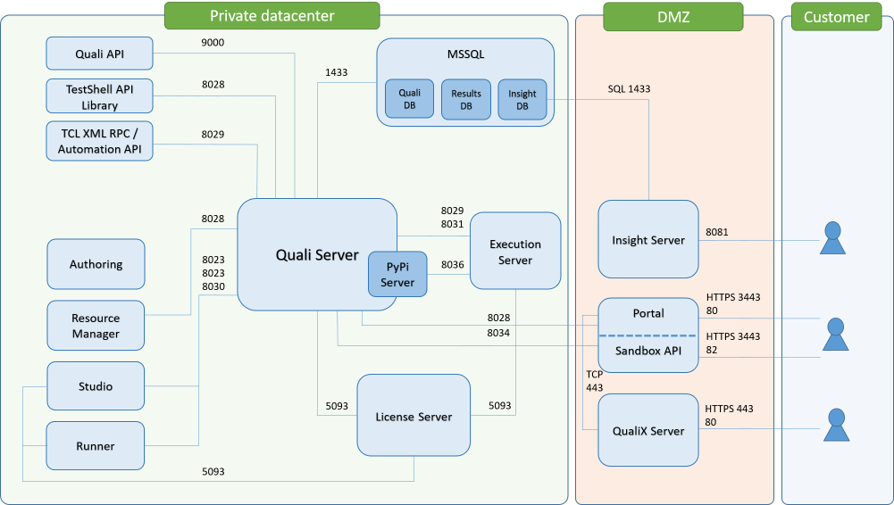 Private datacenter
DMZ
Customer
Quali API
9000
TestShell API
Library
8028
TCL XML RPC /
Automation API
8029
1433
MSSQL
Quali
DB
Results
DB
Insight
DB
SQL 1433
Quali Server
PyPi
Server
8029
8031
8036
Execution
Server
Insight Server
8081
Authoring
8028
8023
8023
8030
Resource
Manager
8028
8034
Portal
Sandbox API
HTTPS 3443
80
HTTPS 3443
82
Studio
TCP
443
Runner
5093
License Server
5093
QualiX Server
HTTPS 443
80
5093